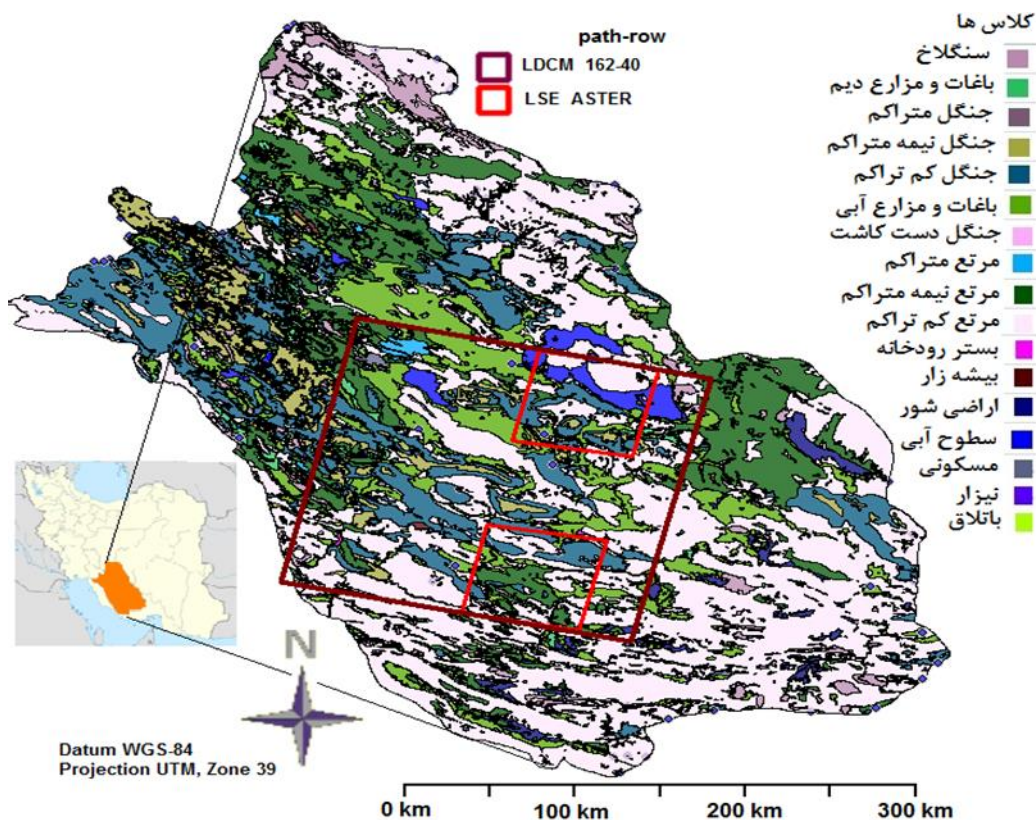 path-row
LDCM 162-40
LSE ASTER
کلاس ها
سنگلاخ
باغات و مزارع دیم
جنگل متراکم
جنگل نیمه متراکم
جنگل کم تراکم
باغات و مزارع آبی
جنگل دست کاشت
مرتع متراکم
مرتع نیمه متراکم
مرتع کم تراکم
بستر رودخانه
بیشه زار
اراضی شور
سطوح آبی
مسکونی
نیزار
باتلاق
N
Datum WGS-84
Projection UTM, Zone 39
0 km 100 km 200 km 300 km